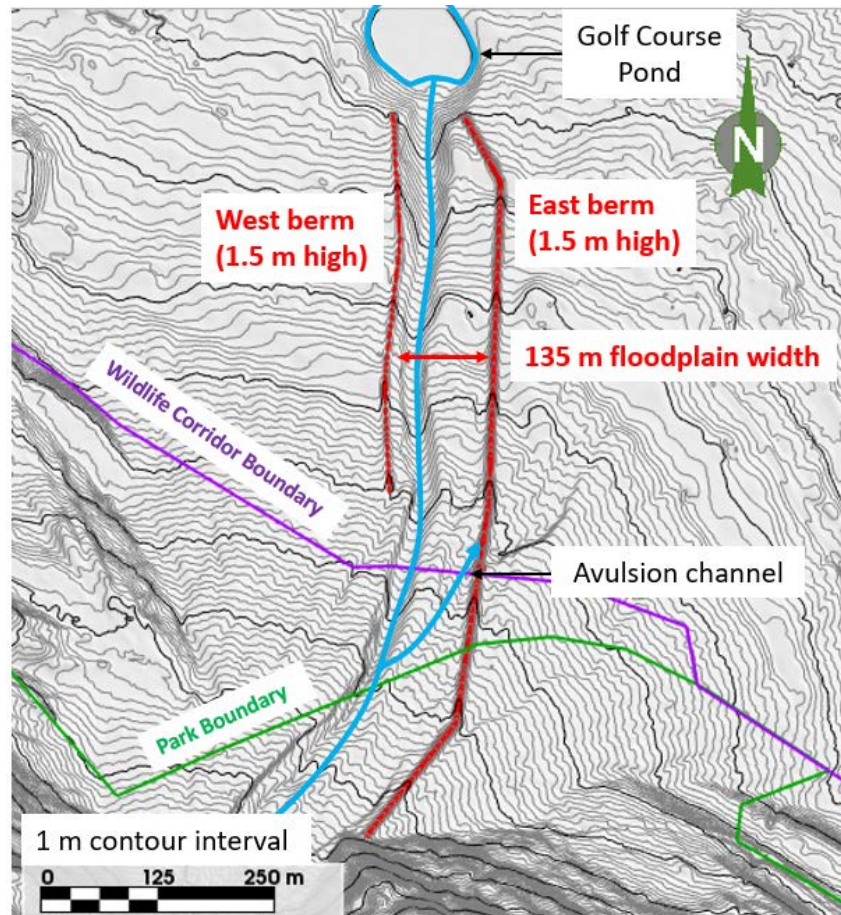 Golf Course
Pond
N
West berm
(1.5 m high)
East berm
(1.5 m high)
135 m floodplain width
Wildlife Corridor Boundary
Avulsion channel
Park Boundary
1 m contour interval
0 125 250 m